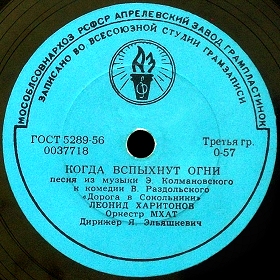 МОСОБЛСОВНАРХОЗ РСФСР АПРЕЛЕВСКИЙ ЗАВОД ГРАМПЛАСТИНОК
ЗАПИСАНО ВО ВСЕСОЮЗНОЙ СТУДИИ ГРАМЗАПИСИ
ГОСТ 5289-56 Третья гр.
0037718 0-57
КОГДА ВСПЫХНУТ ОГНИ
песня из музыки Э. Колмановского
к комедии В. Раздольского
«Дорога в Сокольники»
ЛЕОНИД ХАРИТОНОВ
Оркестр МХАТ
Дирижёр Я. Эльяшкевич